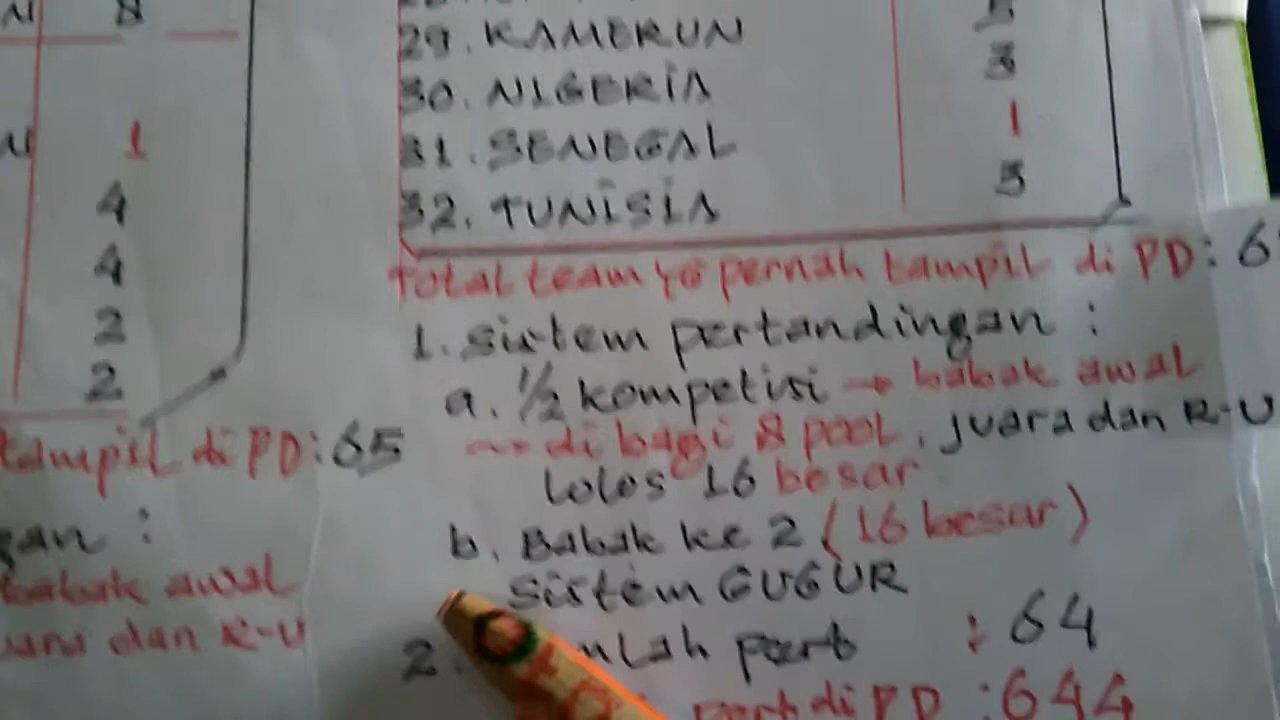 8
1
4
4
2
2
tampil di PD: 65
gan :
babak awal
uara dan R-U
29. KAMERUN
30. NIGERIA 3
31. SENEGAL 1
32. TUNISIA 3
Total team yg pernah tampil di PD: 6
1. Sistem pertandingan :
a. 1/2 kompetisi → babak awal
→ di bagi 8 pool. juara dan R-U
Lolos 16 besar
b. Babak ke 2 (16 besar)
Sistem GUGUR
2. mlah part : 64
part di PD : 644